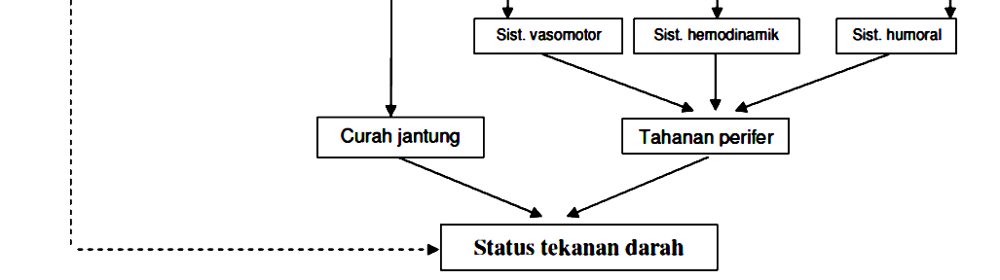 Sist. vasomotor
Sist. hemodinamik
Sist. humoral
Curah jantung
Tahanan perifer
Status tekanan darah